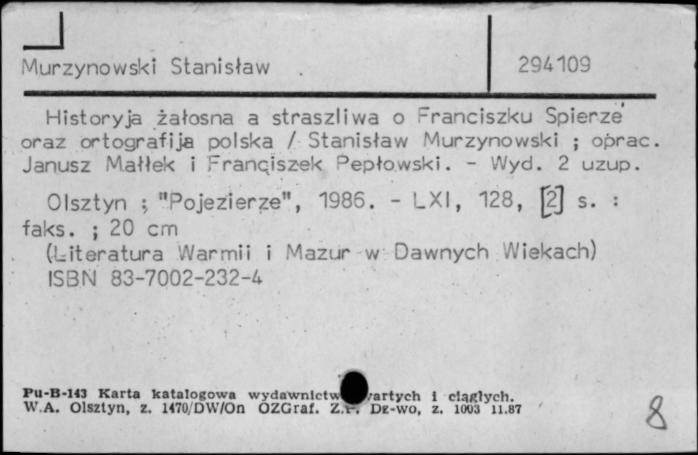 Murzynowski Stanisław 294109
Historyja żałosna a straszliwa o Franciszku Spierze
oraz ortografija polska / Stanisław Murzynowski ; oprac.
Janusz Małłek i Franciszek Pepłowski. - Wyd. 2 uzup.
Olsztyn ; "Pojezierze", 1986. - LXI, 128, [2] s. :
faks. ; 20 cm
(Literatura Warmii i Mazur w Dawnych Wiekach)
ISBN 83-7002-232-4
Pu-B-143 Karta katalogowa wydawnictw artych i ciągłych.
W.A. Olsztyn, z. 1470/DW/On OZGraf. Z.P. Dz-wo, z. 1003 11.87
8